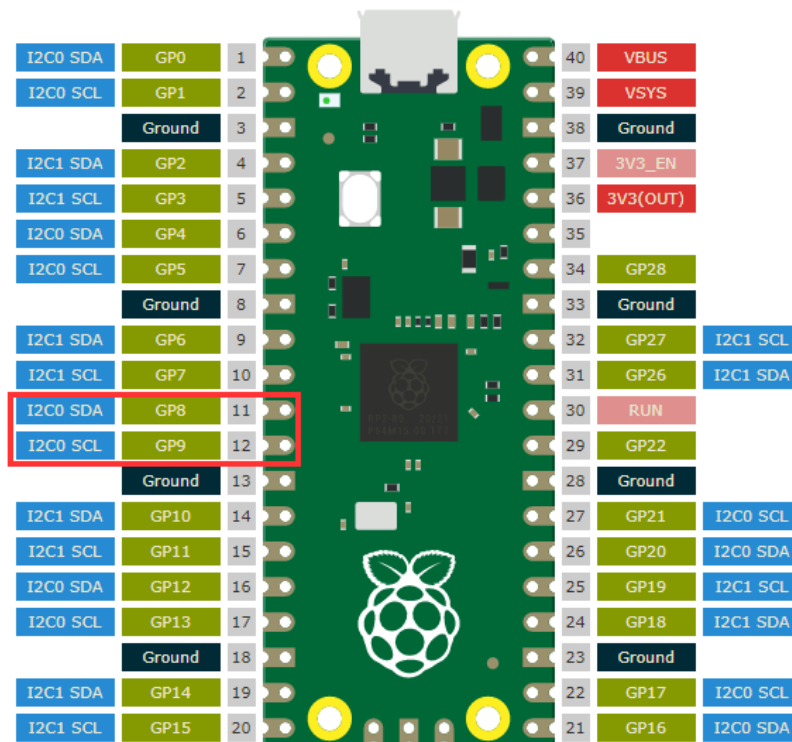 I2C0 SDA GP0 1 40 VBUS
I2C0 SCL GP1 2 39 VSYS
Ground 3 38 Ground
I2C1 SDA GP2 4 37 3V3_EN
I2C1 SCL GP3 5 36 3V3(OUT)
I2C0 SDA GP4 6 35
I2C0 SCL GP5 7 34 GP28
Ground 8 33 Ground
I2C1 SDA GP6 9 32 GP27 I2C1 SCL
I2C1 SCL GP7 10 31 GP26 I2C1 SDA
I2C0 SDA GP8 11 30 RUN
I2C0 SCL GP9 12 29 GP22
Ground 13 28 Ground
I2C1 SDA GP10 14 27 GP21 I2C0 SCL
I2C1 SCL GP11 15 26 GP20 I2C0 SDA
I2C0 SDA GP12 16 25 GP19 I2C1 SCL
I2C0 SCL GP13 17 24 GP18 I2C1 SDA
Ground 18 23 Ground
I2C1 SDA GP14 19 22 GP17 I2C0 SCL
I2C1 SCL GP15 20 21 GP16 I2C0 SDA